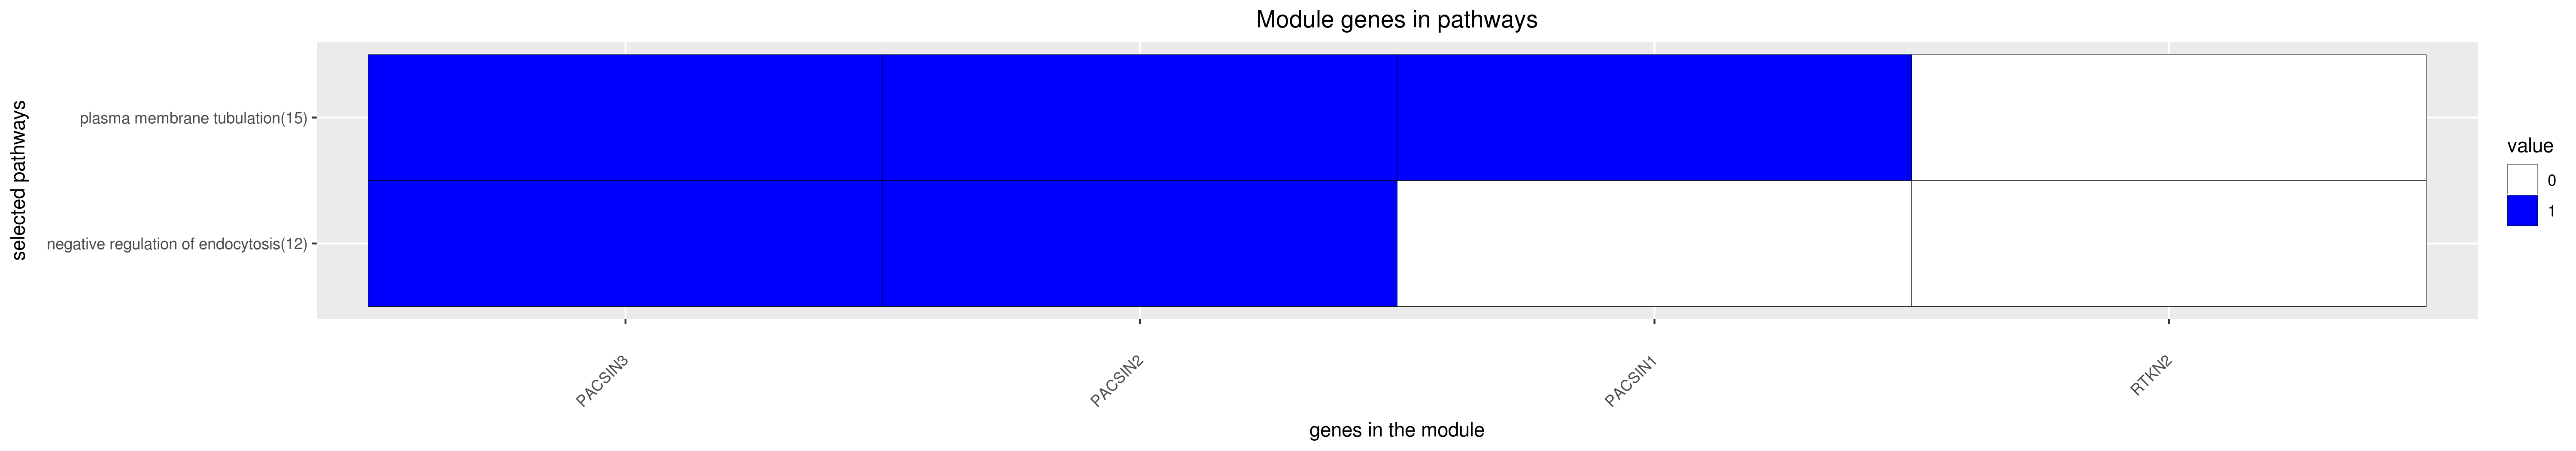 Module genes in pathways
selected pathways
plasma membrane tubulation(15)
negative regulation of endocytosis(12)
PACSIN3
PACSIN2
PACSIN1
RTKN2
genes in the module
value
0
1